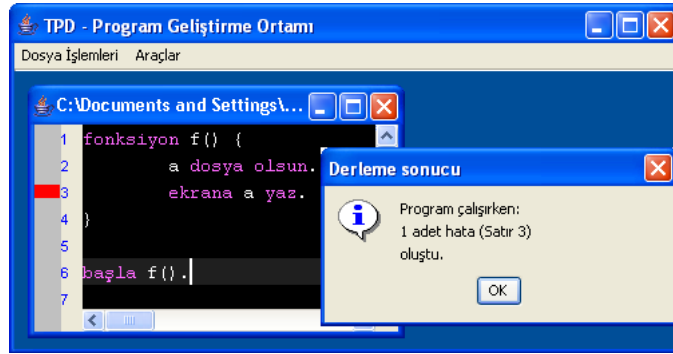 TPD - Program Geliştirme Ortamı
Dosya İşlemleri Araçlar
C:\Documents and Settings\...
1 fonksiyon f() {
2 a dosya olsun.
3 ekrana a yaz.
4 }
5
6 başla f().
7
Derleme sonucu
Program çalışırken:
1 adet hata (Satır 3)
oluştu.
OK